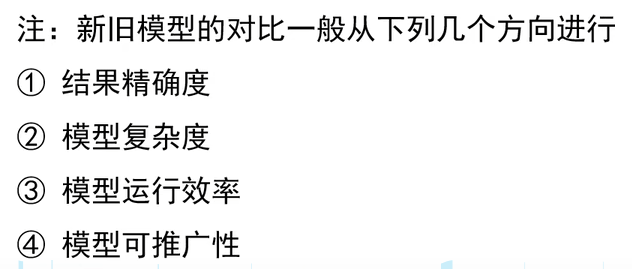 注：新旧模型的对比一般从下列几个方向进行
① 结果精确度
② 模型复杂度
③ 模型运行效率
④ 模型可推广性